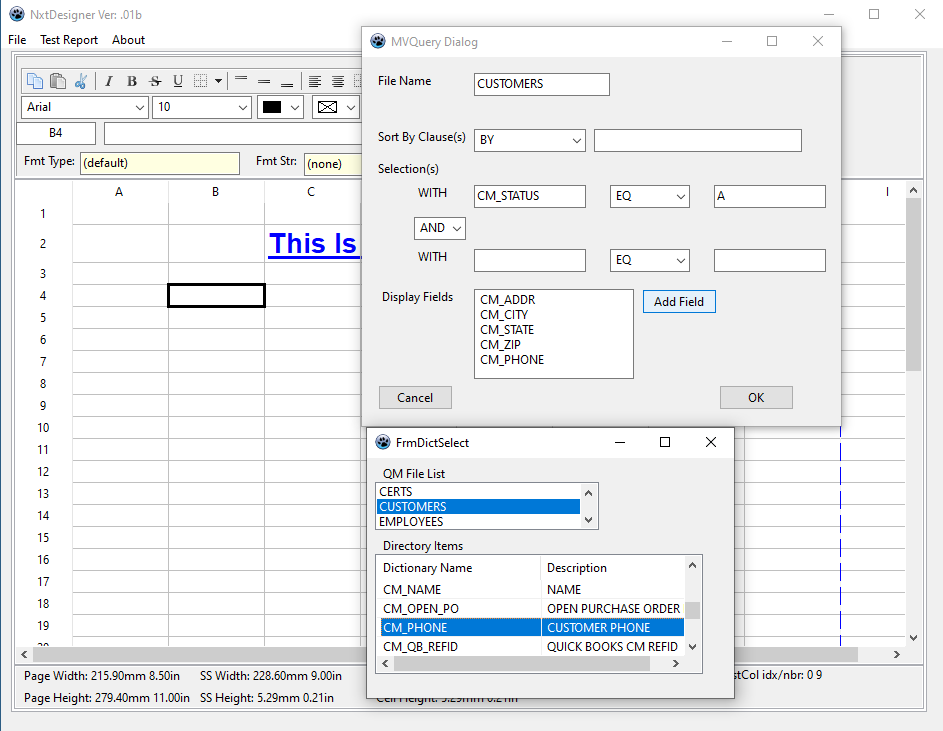 NxtDesigner Ver: .01b
File Test Report About
I B S U
Arial 10
B4
Fmt Type: (default) Fmt Str: (none)
A B C I
1
2 This Is
3
4
5
6
7
8
9
10
11
12
13
14
15
16
17
18
19
Page Width: 215.90mm 8.50in SS Width: 228.60mm 9.00in stCol idx/nbr: 0 9
Page Height: 279.40mm 11.00in SS Height: 5.29mm 0.21in Cell Height: 5.29mm 0.21in
MVQuery Dialog
File Name CUSTOMERS
Sort By Clause(s) BY
Selection(s)
WITH CM_STATUS EQ A
AND
WITH EQ
Display Fields CM_ADDR Add Field
CM_CITY
CM_STATE
CM_ZIP
CM_PHONE
Cancel OK
FrmDictSelect
QM File List
CERTS
CUSTOMERS
EMPLOYEES
Directory Items
Dictionary Name Description
CM_NAME NAME
CM_OPEN_PO OPEN PURCHASE ORDER
CM_PHONE CUSTOMER PHONE
CM_QB_REFID QUICK BOOKS CM REFID